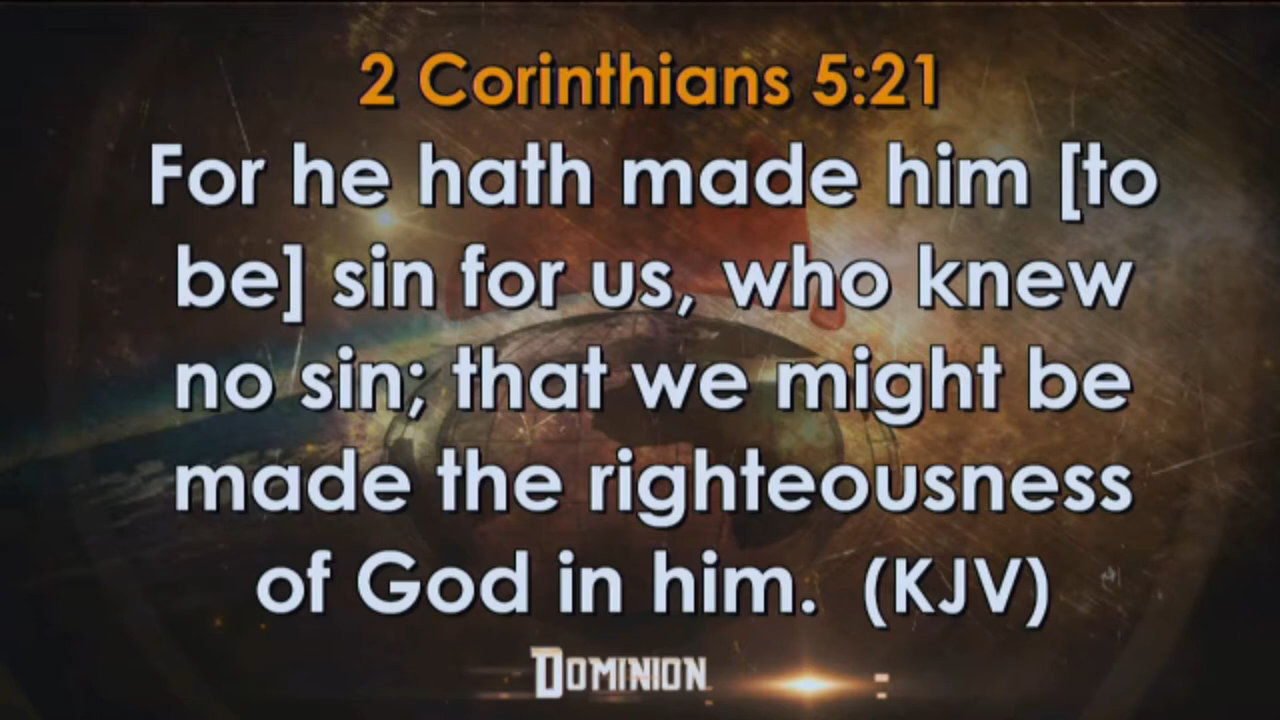 2 Corinthians 5:21
For he hath made him [to
be] sin for us, who knew
no sin; that we might be
made the righteousness
of God in him.  (KJV)
DOMINION